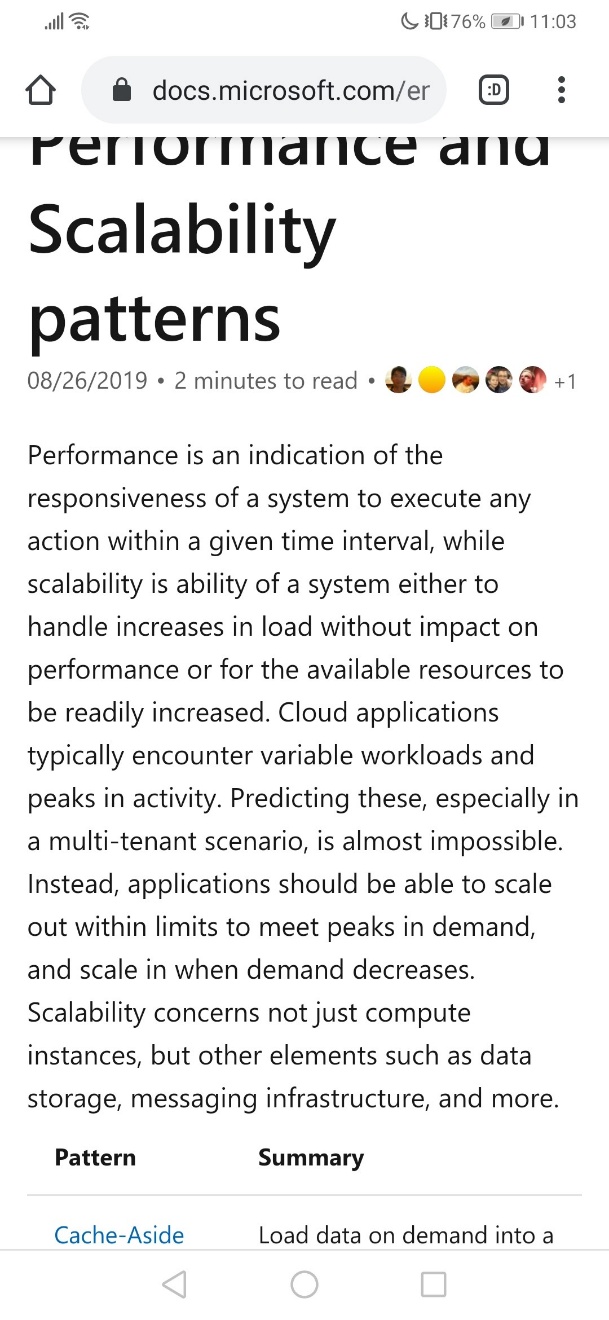 76% 11:03
docs.microsoft.com/er
:D
Performance and
Scalability
patterns
08/26/2019 • 2 minutes to read • +1
Performance is an indication of the
responsiveness of a system to execute any
action within a given time interval, while
scalability is ability of a system either to
handle increases in load without impact on
performance or for the available resources to
be readily increased. Cloud applications
typically encounter variable workloads and
peaks in activity. Predicting these, especially in
a multi-tenant scenario, is almost impossible.
Instead, applications should be able to scale
out within limits to meet peaks in demand,
and scale in when demand decreases.
Scalability concerns not just compute
instances, but other elements such as data
storage, messaging infrastructure, and more.
Pattern Summary
Cache-Aside Load data on demand into a